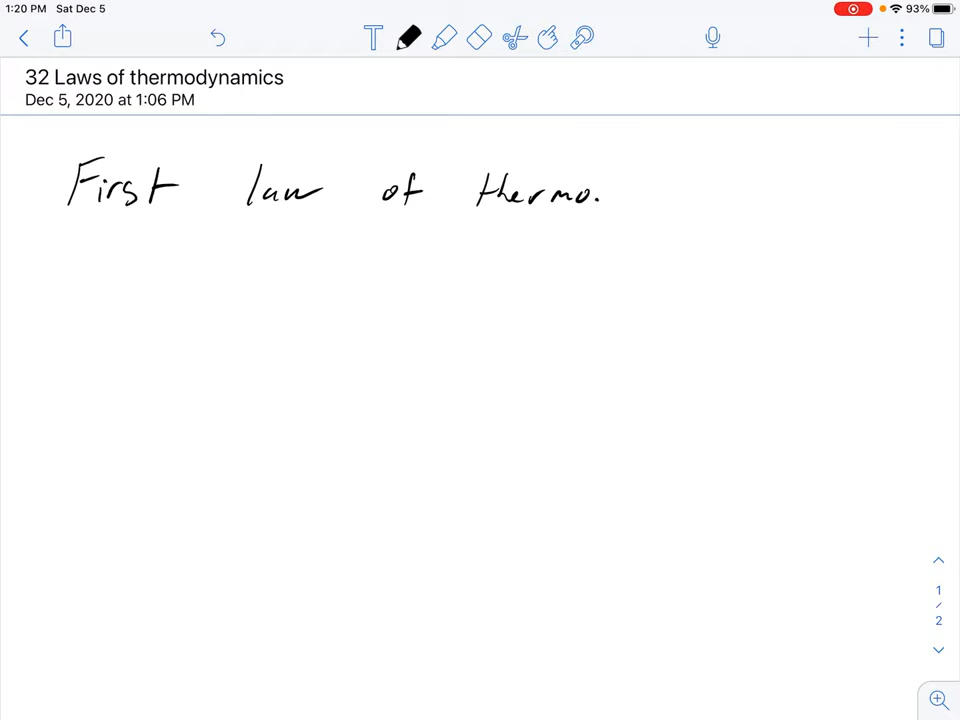 1:20 PM Sat Dec 5
93%
T
32 Laws of thermodynamics
Dec 5, 2020 at 1:06 PM
First law of thermo.
1
/
2